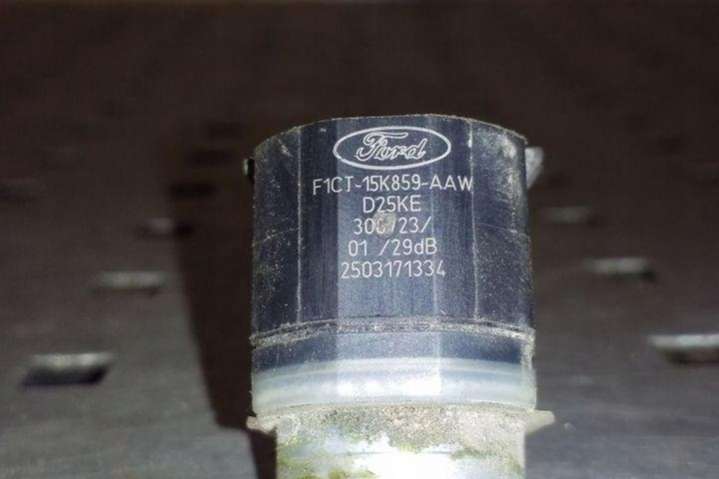 Ford
F1CT-15K859-AAW
D25KE
01 /29dB
2503171334